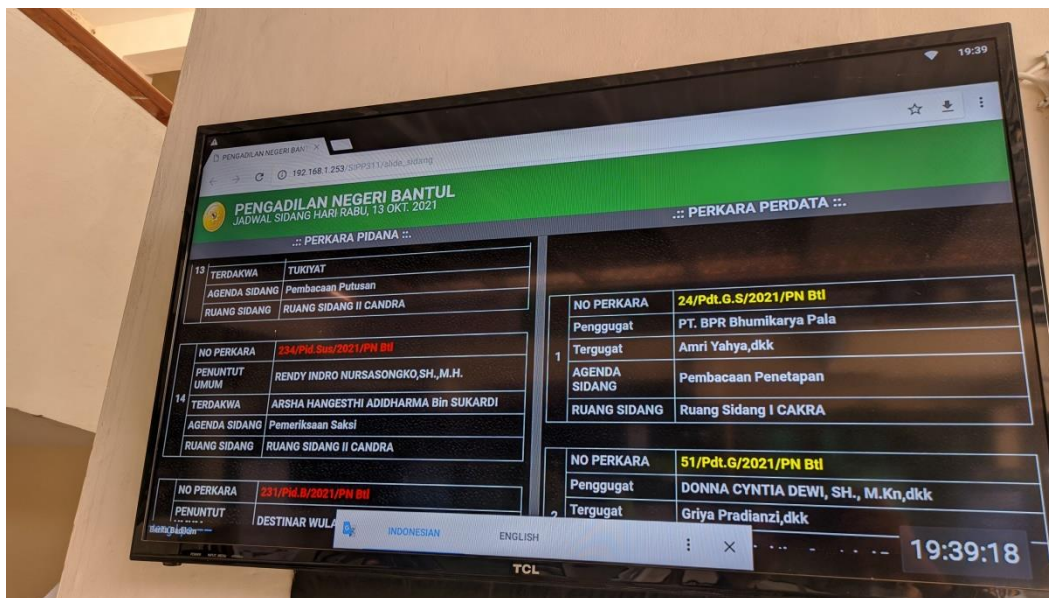 19:39
PENGADILAN NEGERI BAN
192.168.1.253/SIPP311/slide_sidang
PENGADILAN NEGERI BANTUL
JADWAL SIDANG HARI RABU, 13 OKT. 2021
.:: PERKARA PIDANA ::.
13 TERDAKWA TUKIYAT
AGENDA SIDANG Pembacaan Putusan
RUANG SIDANG RUANG SIDANG II CANDRA
NO PERKARA 234/Pid.Sus/2021/PN Btl
PENUNTUT UMUM RENDY INDRO NURSASONGKO,SH.,M.H.
14 TERDAKWA ARSHA HANGESTHI ADIDHARMA Bin SUKARDI
AGENDA SIDANG Pemeriksaan Saksi
RUANG SIDANG RUANG SIDANG II CANDRA
NO PERKARA 231/Pid.B/2021/PN Btl
PENUNTUT DESTINAR WULA
.:: PERKARA PERDATA ::.
NO PERKARA 24/Pdt.G.S/2021/PN Btl
Penggugat PT. BPR Bhumikarya Pala
1 Tergugat Amri Yahya,dkk
AGENDA SIDANG Pembacaan Penetapan
RUANG SIDANG Ruang Sidang I CAKRA
NO PERKARA 51/Pdt.G/2021/PN Btl
Penggugat DONNA CYNTIA DEWI, SH., M.Kn,dkk
2 Tergugat Griya Pradianzi,dkk
INDONESIAN ENGLISH
19:39:18
TCL